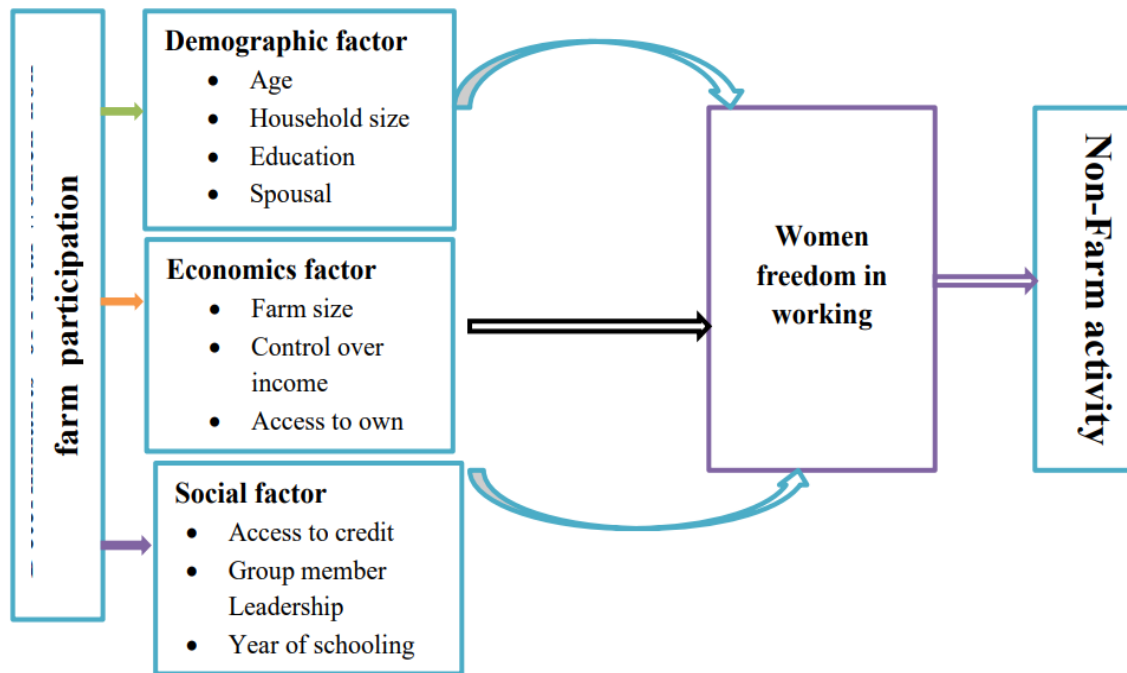 farm participation
Demographic factor
• Age
• Household size
• Education
• Spousal
Economics factor
• Farm size
• Control over
income
• Access to own
Social factor
• Access to credit
• Group member
Leadership
• Year of schooling
Women
freedom in
working
Non-Farm activity